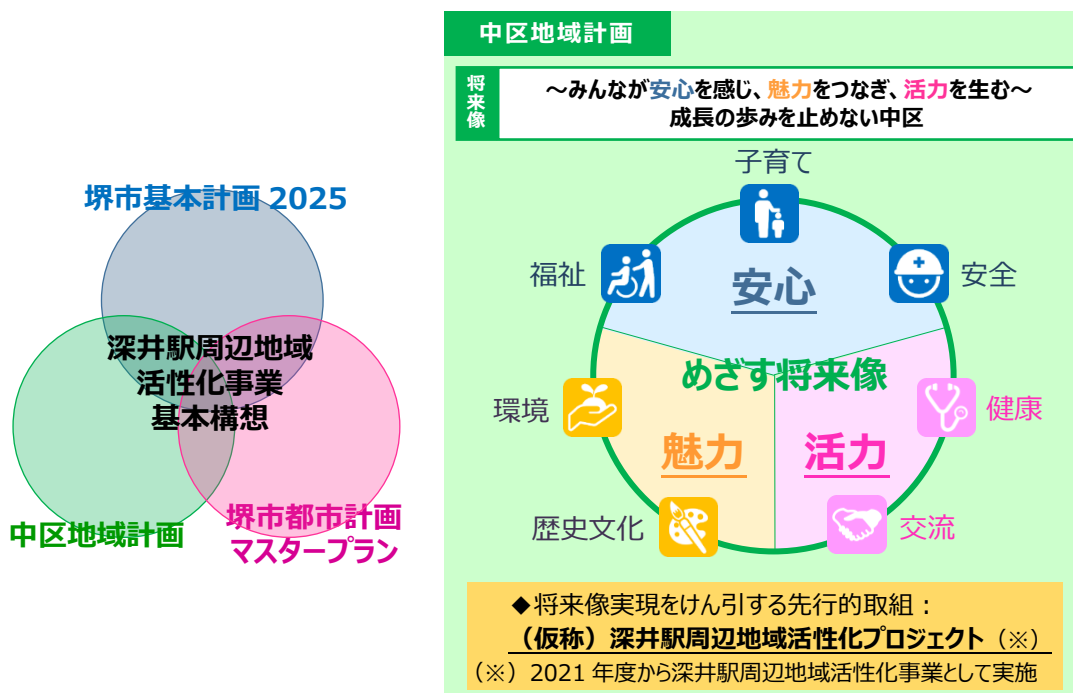 堺市基本計画 2025
深井駅周辺地域
活性化事業
基本構想
中区地域計画
堺市都市計画
マスタープラン
中区地域計画
将来像
～みんなが安心を感じ、魅力をつなぎ、活力を生む～
成長の歩みを止めない中区
子育て
福祉
安全
安心
めざす将来像
環境
健康
魅力
活力
歴史文化
交流
◆将来像実現をけん引する先行的取組：
（仮称）深井駅周辺地域活性化プロジェクト（※）
（※）2021 年度から深井駅周辺地域活性化事業として実施